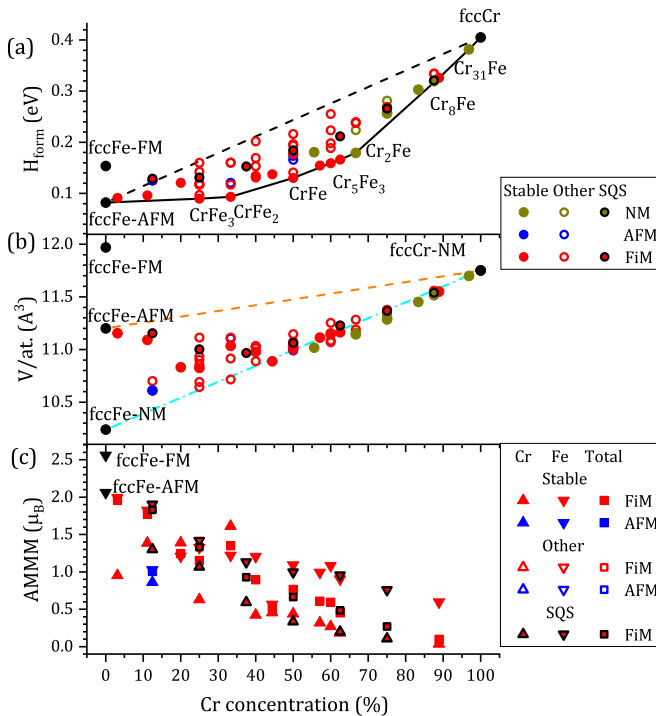 (a)
0.4
0.3
0.2
0.1
H_form (eV)
fccCr
Cr₃₁Fe
Cr₈Fe
Cr₂Fe
Cr₅Fe₃
CrFe
CrFe₂
CrFe₃
fccFe-FM
fccFe-AFM
Stable Other SQS
NM
AFM
FiM
(b)
12.0
11.5
11.0
10.5
V/at. (A³)
fccFe-FM
fccCr-NM
fccFe-AFM
fccFe-NM
(c)
2.5
2.0
1.5
1.0
0.5
0.0
AMMM (μ_B)
fccFe-FM
fccFe-AFM
Cr Fe Total
Stable
FiM
AFM
Other
FiM
AFM
SQS
FiM
0 10 20 30 40 50 60 70 80 90 100
Cr concentration (%)